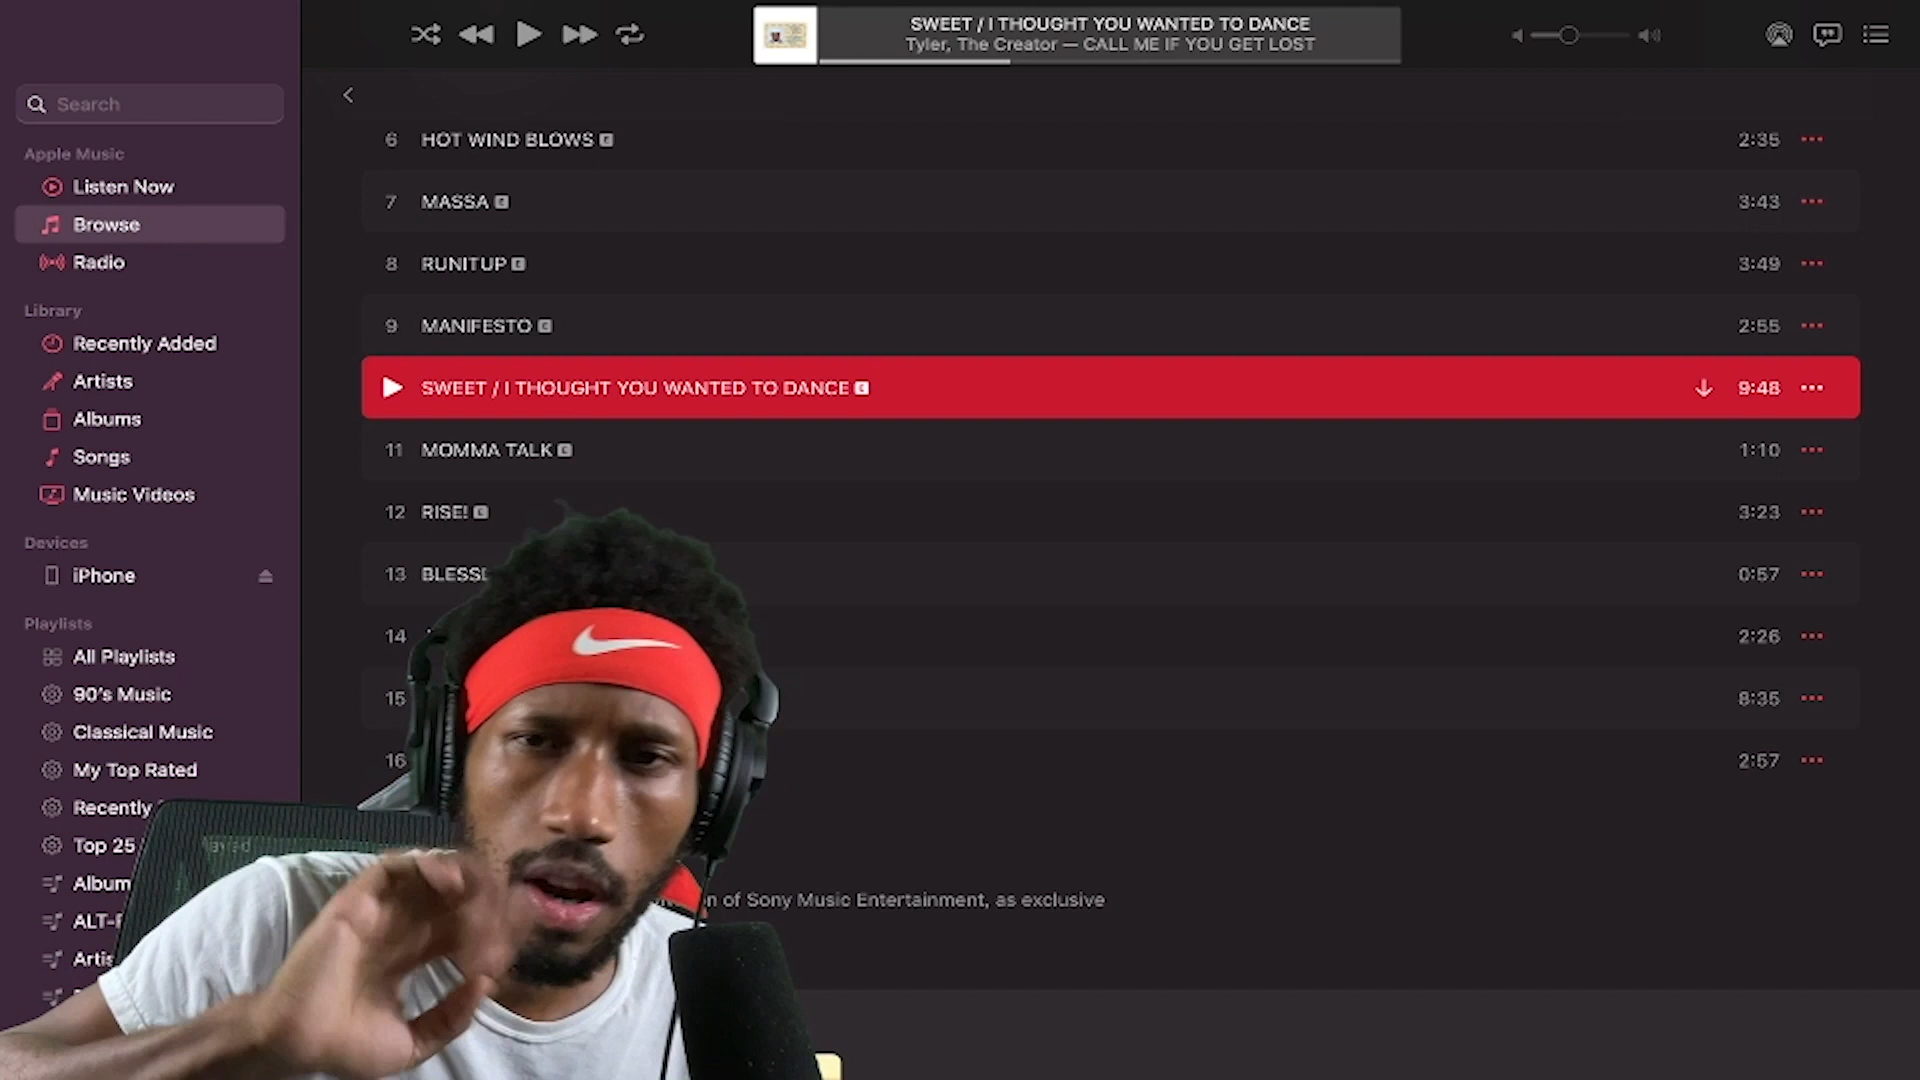 SWEET / I THOUGHT YOU WANTED TO DANCE
Tyler, The Creator — CALL ME IF YOU GET LOST
Search
Apple Music
Listen Now
Browse
Radio
Library
Recently Added
Artists
Albums
Songs
Music Videos
Devices
iPhone
Playlists
All Playlists
90's Music
Classical Music
My Top Rated
Recently
Top 25
Album
ALT-
6 HOT WIND BLOWS E 2:35
7 MASSA E 3:43
8 RUNITUP E 3:49
9 MANIFESTO E 2:55
SWEET / I THOUGHT YOU WANTED TO DANCE E 9:48
11 MOMMA TALK E 1:10
12 RISE! E 3:23
13 BLESS 0:57
14 2:26
15 8:35
16 2:57
of Sony Music Entertainment, as exclusive